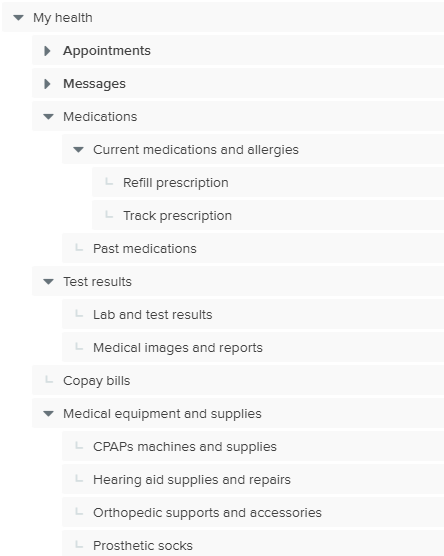 My health
Appointments
Messages
Medications
Current medications and allergies
Refill prescription
Track prescription
Past medications
Test results
Lab and test results
Medical images and reports
Copay bills
Medical equipment and supplies
CPAPs machines and supplies
Hearing aid supplies and repairs
Orthopedic supports and accessories
Prosthetic socks